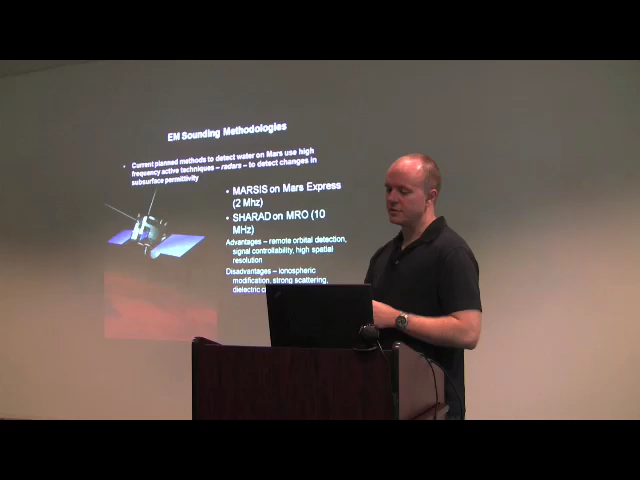 EM Sounding Methodologies
• Current planned methods to detect water on Mars use high
frequency active techniques – radars – to detect changes in
subsurface permittivity
• MARSIS on Mars Express
(2 Mhz)
• SHARAD on MRO (10
MHz)
Advantages – remote orbital detection,
signal controllability, high spatial
resolution
Disadvantages – ionospheric
modification, strong scattering,
dielectric